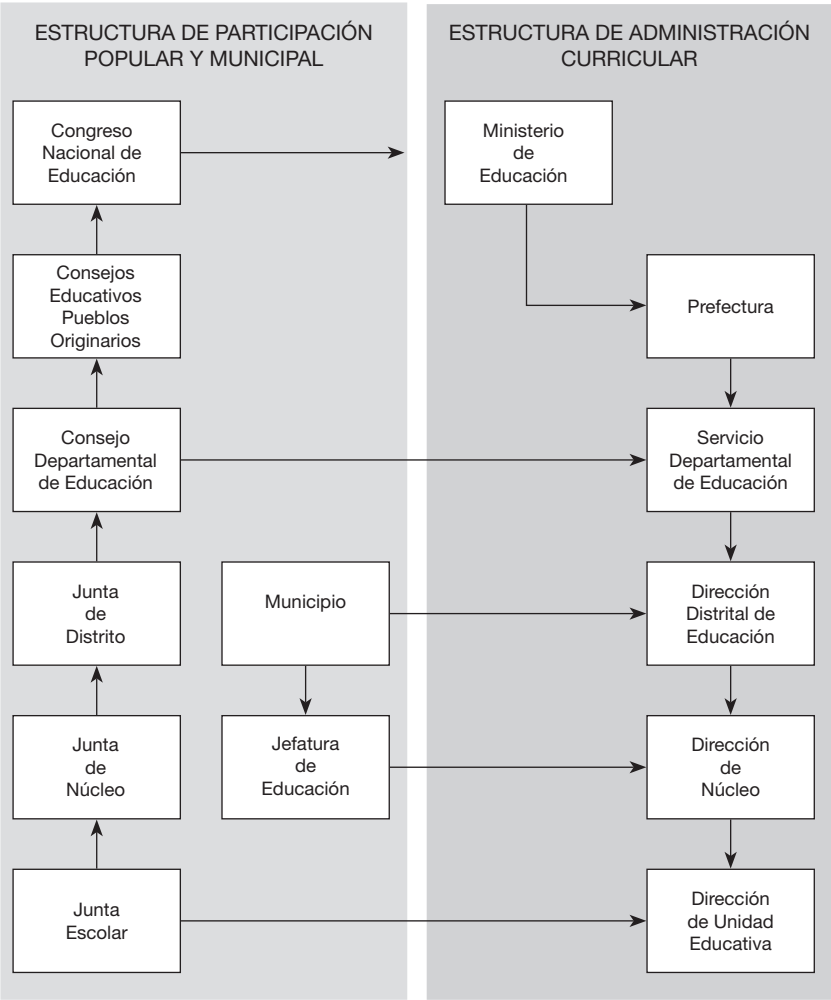 ESTRUCTURA DE PARTICIPACIÓN
POPULAR Y MUNICIPAL
Congreso
Nacional de
Educación
Consejos
Educativos
Pueblos
Originarios
Consejo
Departamental
de Educación
Junta
de
Distrito
Municipio
Junta
de
Núcleo
Jefatura
de
Educación
Junta
Escolar
ESTRUCTURA DE ADMINISTRACIÓN
CURRICULAR
Ministerio
de
Educación
Prefectura
Servicio
Departamental
de Educación
Dirección
Distrital de
Educación
Dirección
de
Núcleo
Dirección
de Unidad
Educativa